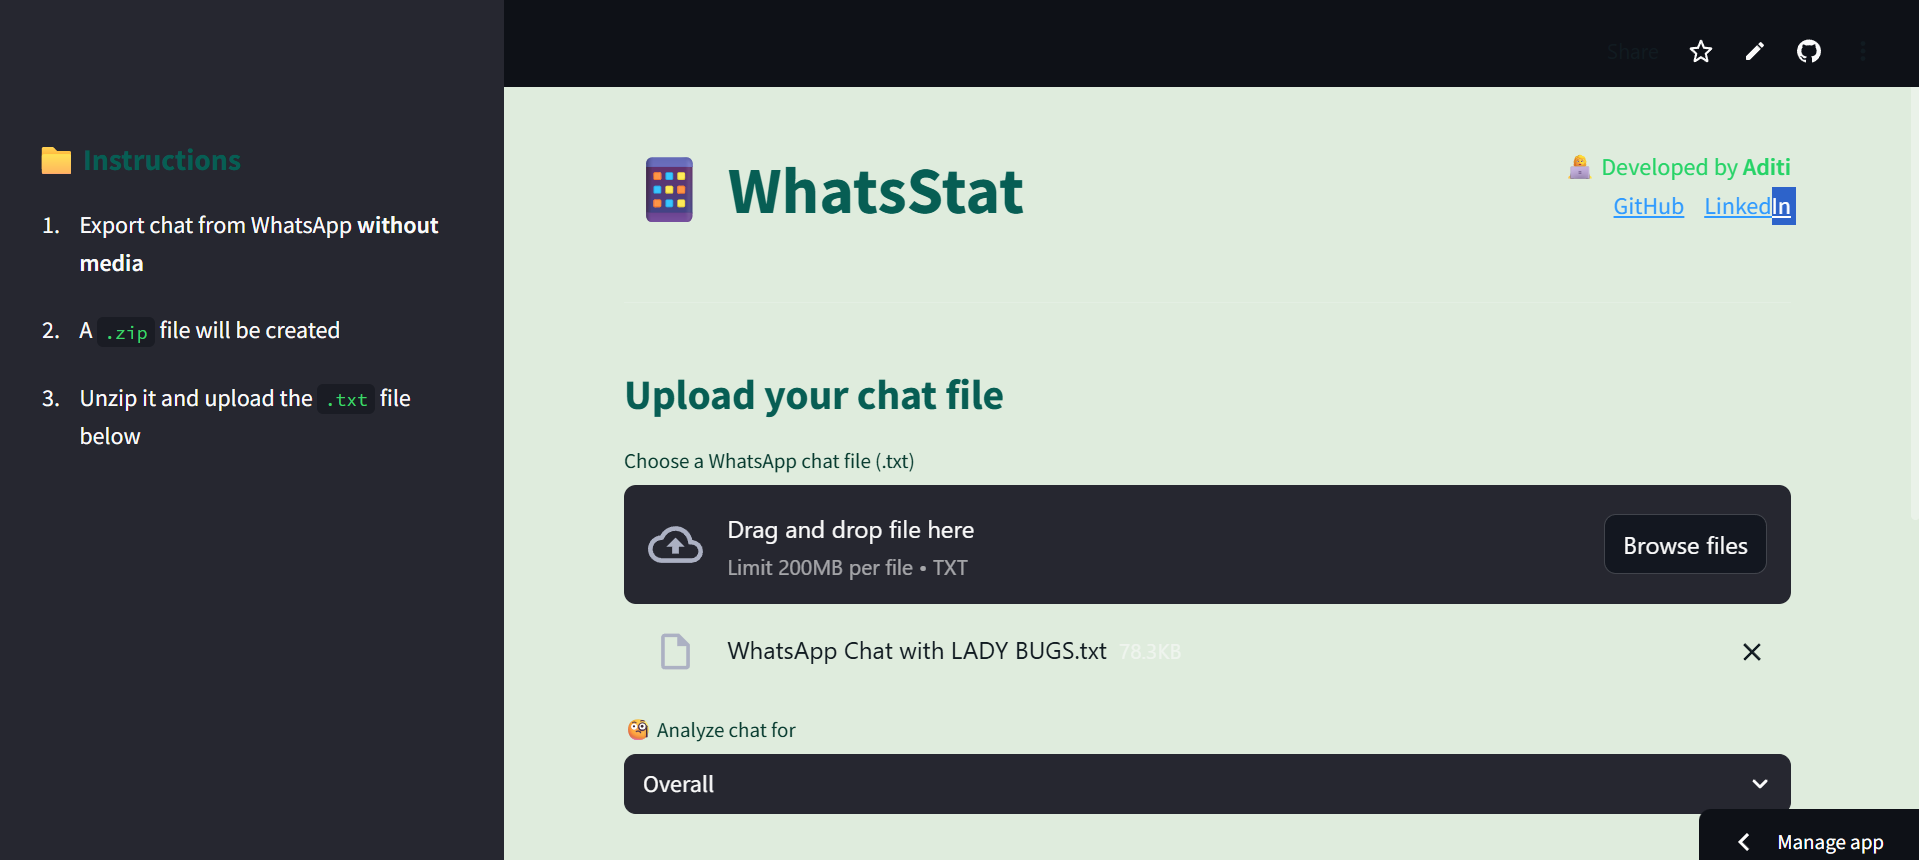 Share
Instructions
1. Export chat from WhatsApp without
media
2. A .zip file will be created
3. Unzip it and upload the .txt file
below
WhatsStat
Developed by Aditi
GitHub LinkedIn
Upload your chat file
Choose a WhatsApp chat file (.txt)
Drag and drop file here
Limit 200MB per file • TXT
Browse files
WhatsApp Chat with LADY BUGS.txt 78.3KB
Analyze chat for
Overall
Manage app